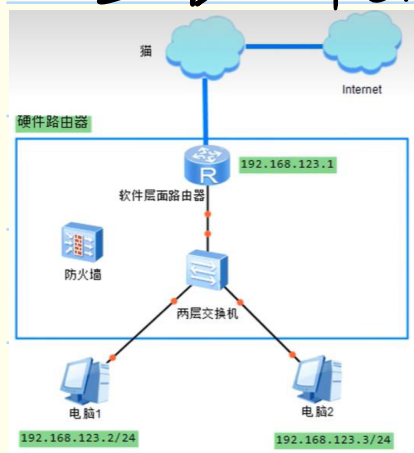 猫
Internet
硬件路由器
R
192.168.123.1
软件层面路由器
防火墙
两层交换机
电脑1
电脑2
192.168.123.2/24
192.168.123.3/24